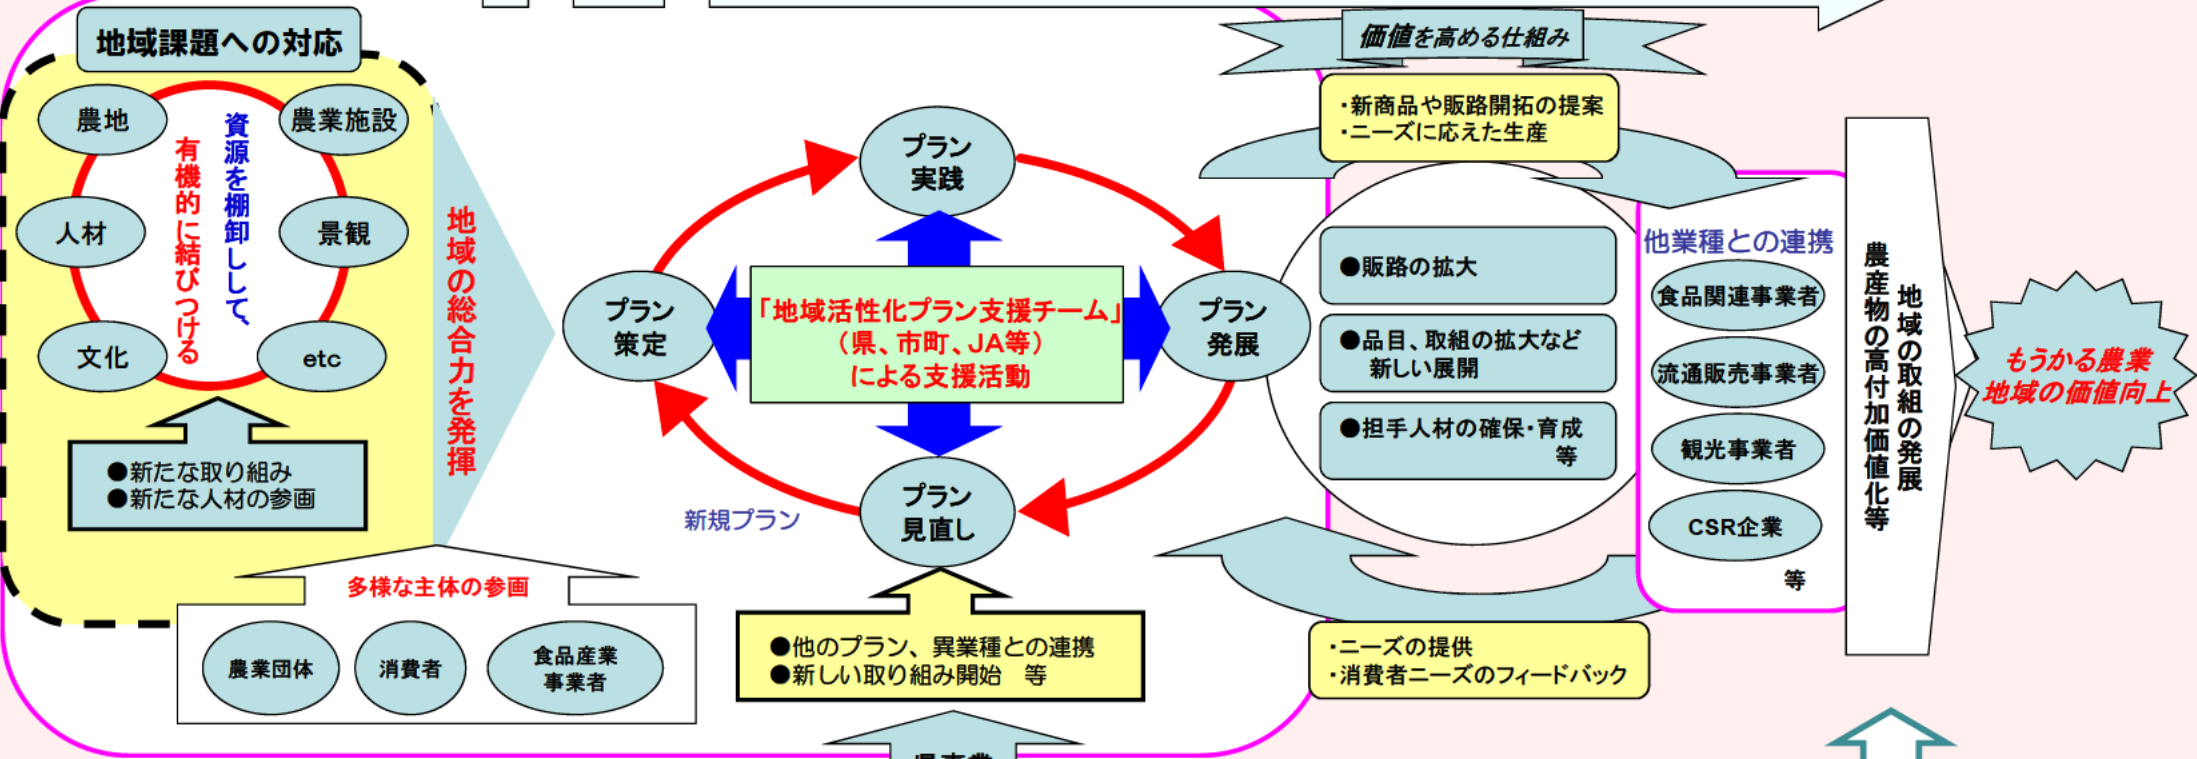 地域課題への対応
農地
農業施設
人材
景観
文化
etc
資源を棚卸しして、
有機的に結びつける
●新たな取り組み
●新たな人材の参画
地域の総合力を発揮
多様な主体の参画
農業団体
消費者
食品産業
事業者
プラン
実践
プラン
策定
「地域活性化プラン支援チーム」
（県、市町、JA等）
による支援活動
プラン
発展
プラン
見直し
新規プラン
●他のプラン、異業種との連携
●新しい取り組み開始　等
価値を高める仕組み
・新商品や販路開拓の提案
・ニーズに応えた生産
●販路の拡大
●品目、取組の拡大など
新しい展開
●担手人材の確保・育成
等
・ニーズの提供
・消費者ニーズのフィードバック
他業種との連携
食品関連事業者
流通販売事業者
観光事業者
CSR企業
等
地域の取組の発展
農産物の高付加価値化等
もうかる農業
地域の価値向上